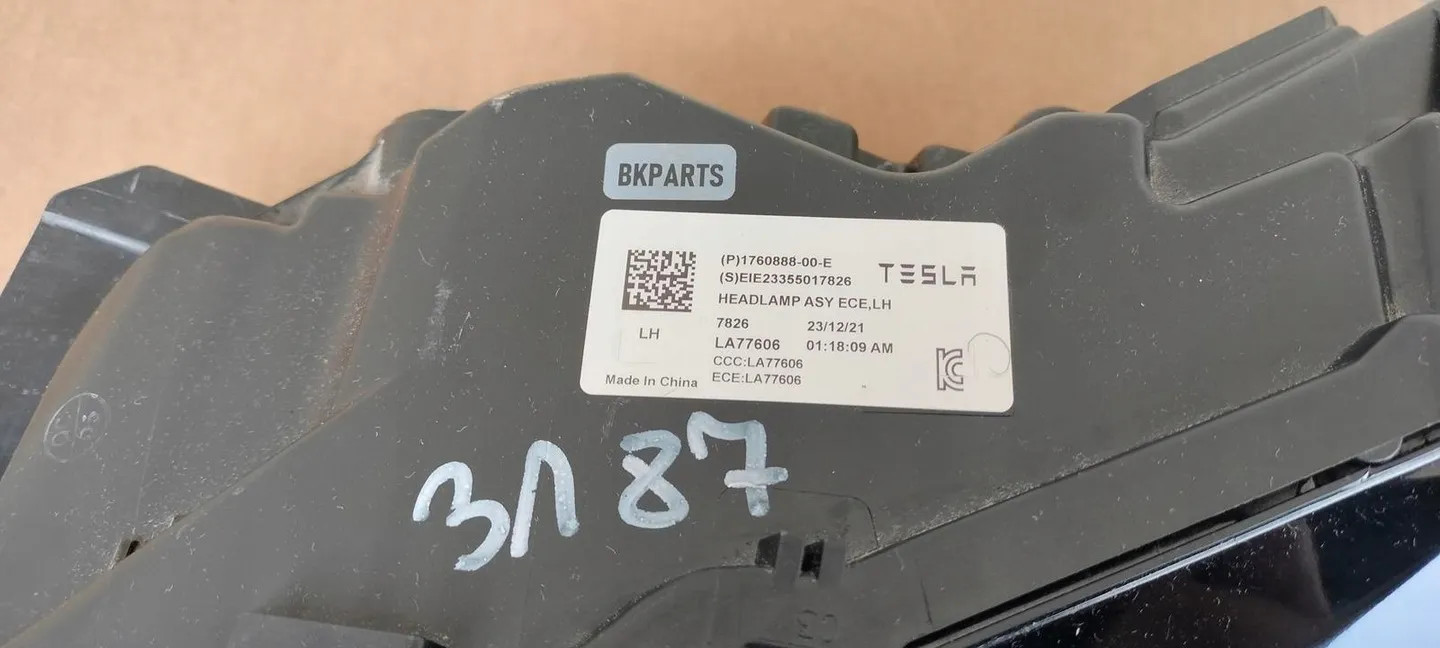 BKPARTS
(P)1760888-00-E
(S)EIE23355017826
TESLA
HEADLAMP ASY ECE,LH
LH
7826 23/12/21
LA77606 01:18:09 AM
CCC:LA77606
ECE:LA77606
Made In China
3187